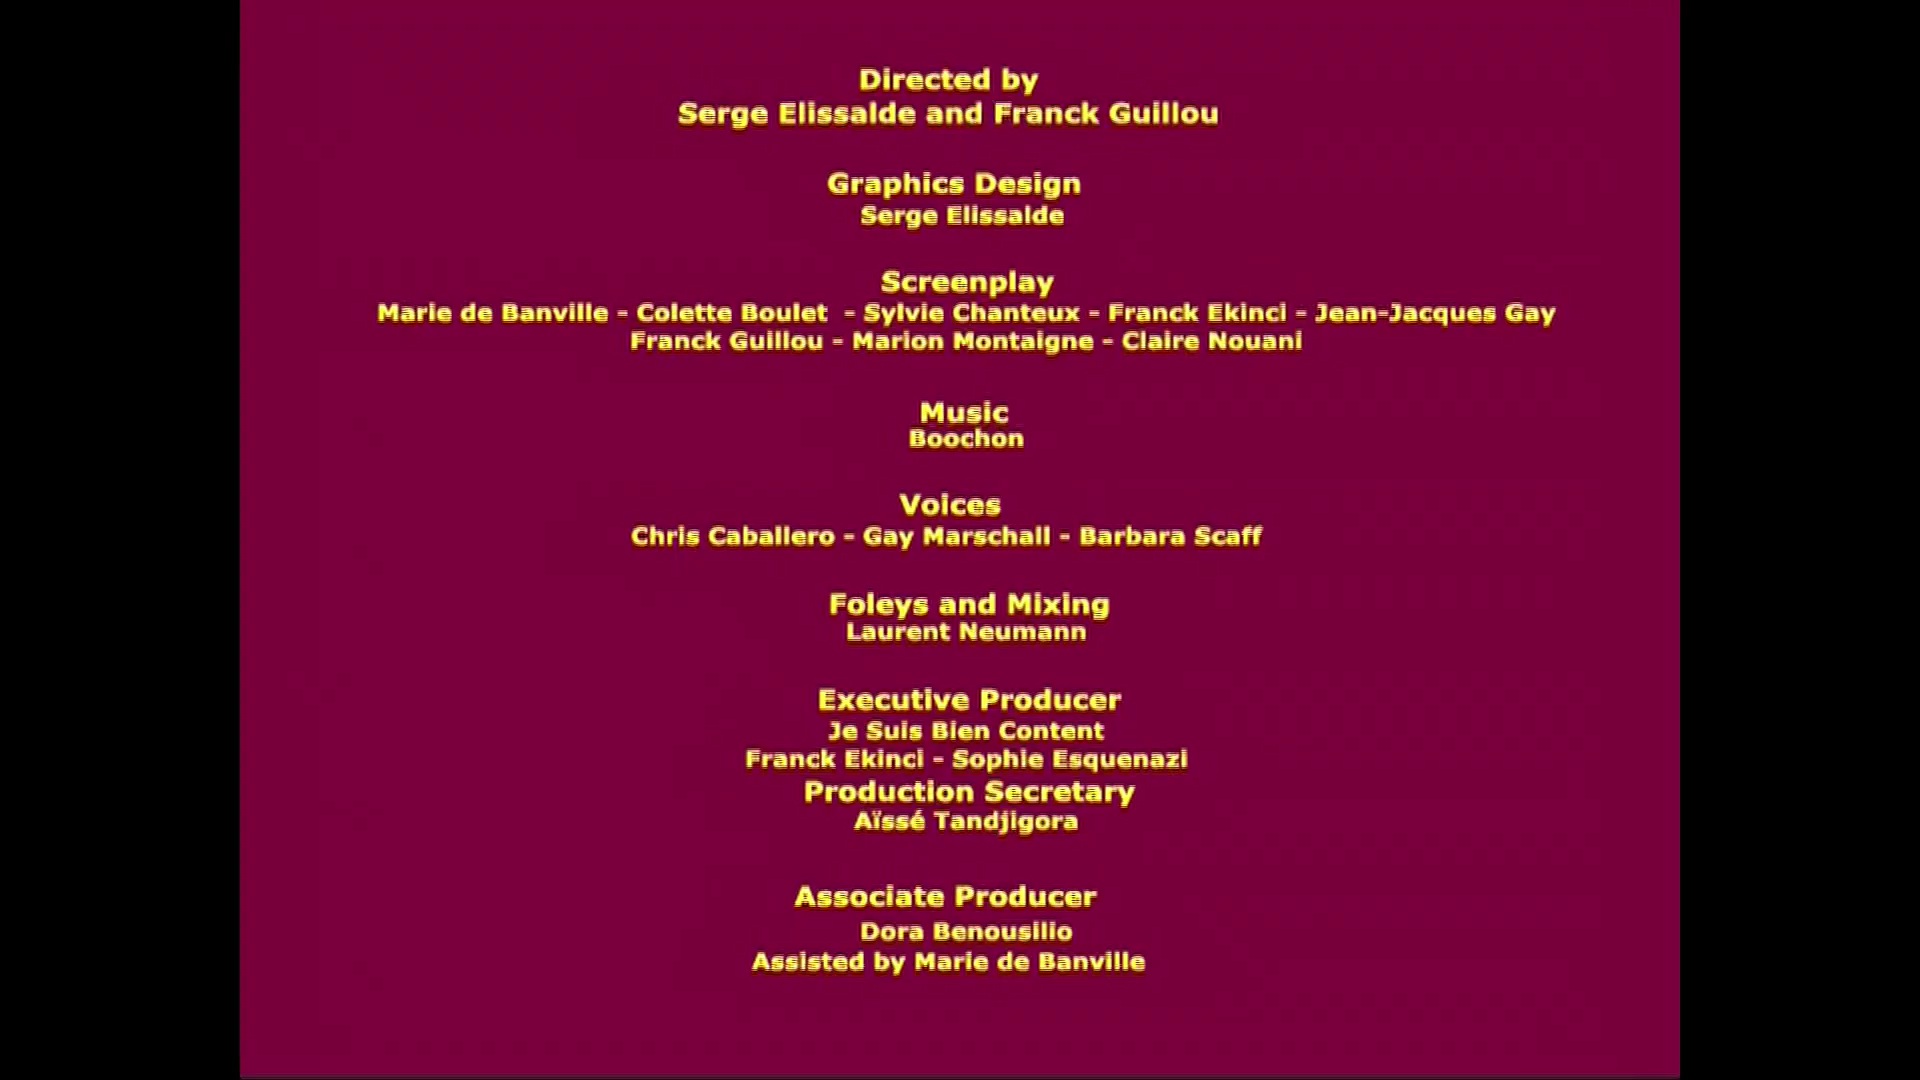 Directed by
Serge Elissalde and Franck Guillou
Graphics Design
Serge Elissalde
Screenplay
Marie de Banville - Colette Boulet - Sylvie Chanteux - Franck Ekinci - Jean-Jacques Gay
Franck Guillou - Marion Montaigne - Claire Nouani
Music
Boochon
Voices
Chris Caballero - Gay Marschall - Barbara Scaff
Foleys and Mixing
Laurent Neumann
Executive Producer
Je Suis Bien Content
Franck Ekinci - Sophie Esquenazi
Production Secretary
Aïssé Tandjigora
Associate Producer
Dora Benousilio
Assisted by Marie de Banville